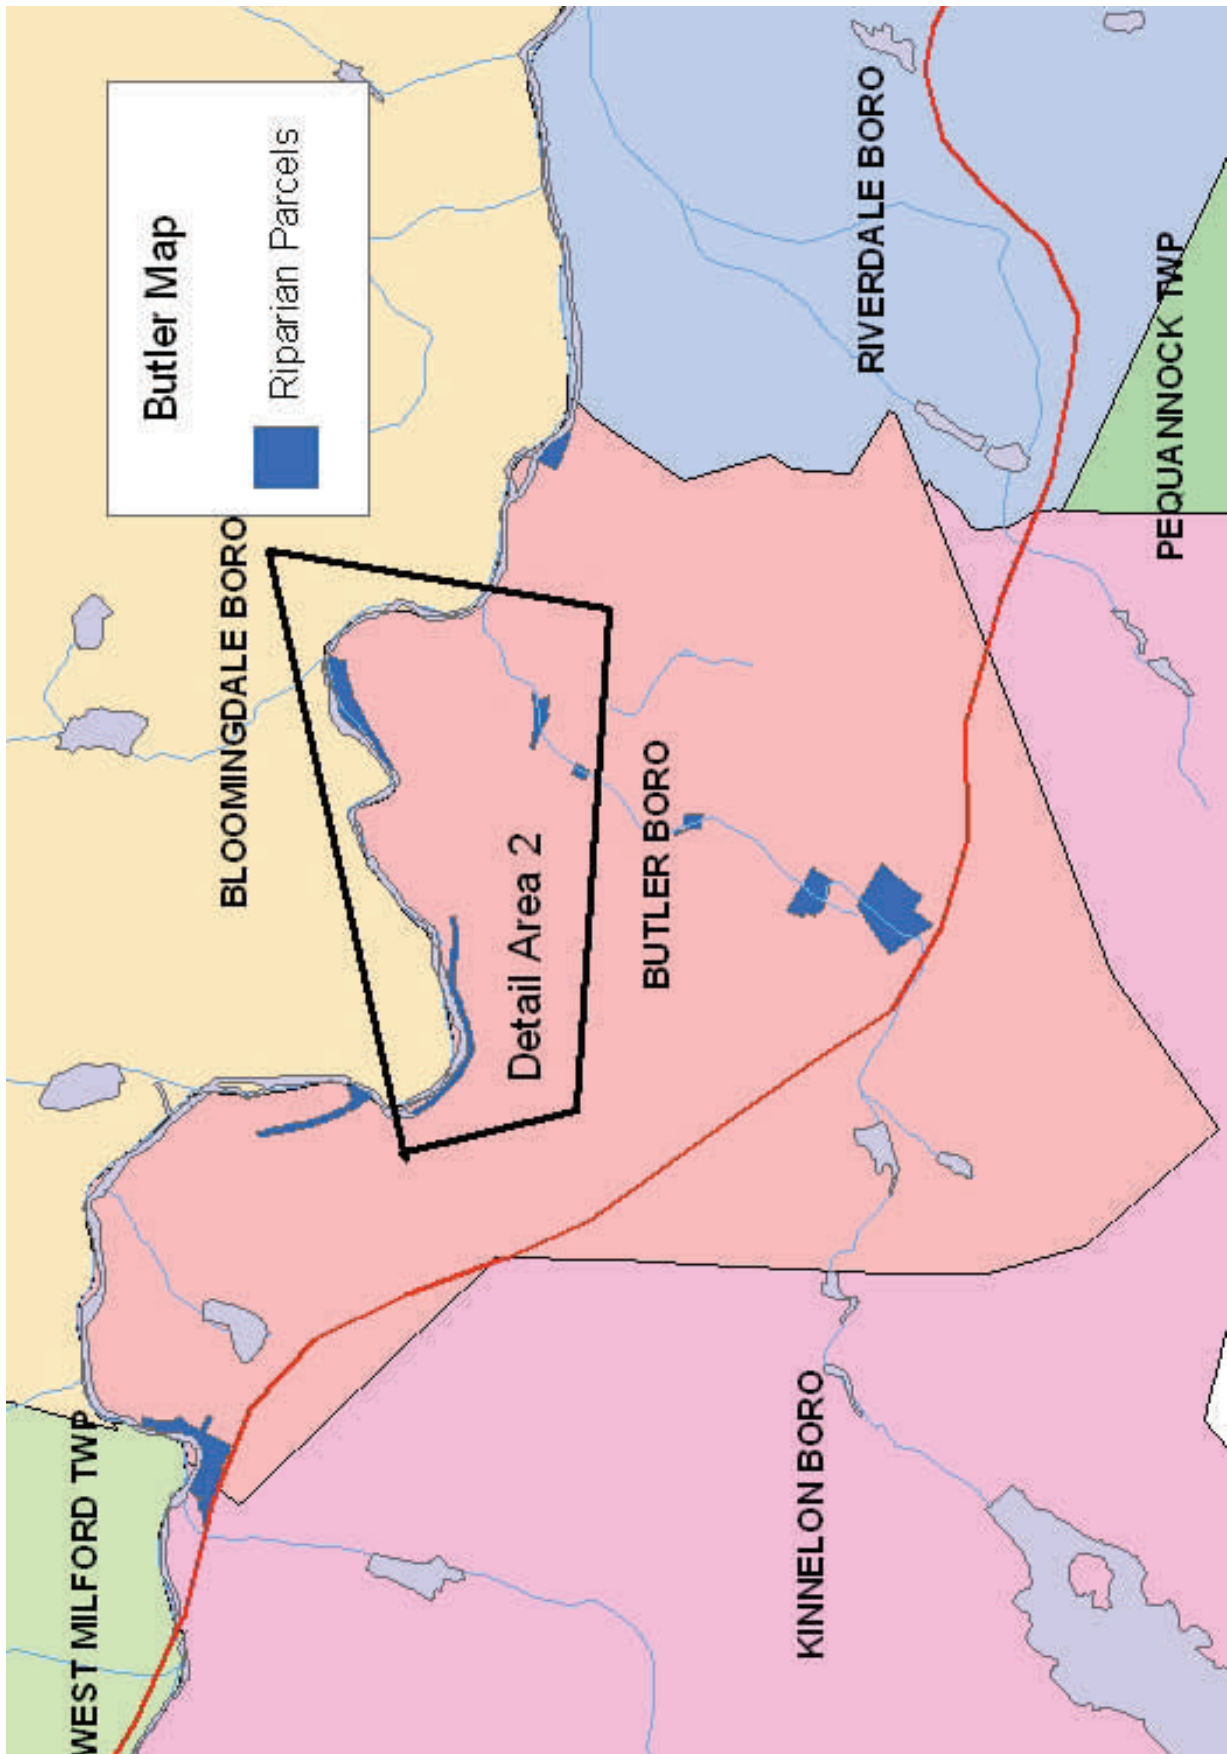 WEST MILFORD TWP
BLOOMINGDALE BORO
Butler Map
Riparian Parcels
Detail Area 2
BUTLER BORO
KINNELON BORO
RIVERDALE BORO
PEQUANNOCK TWP